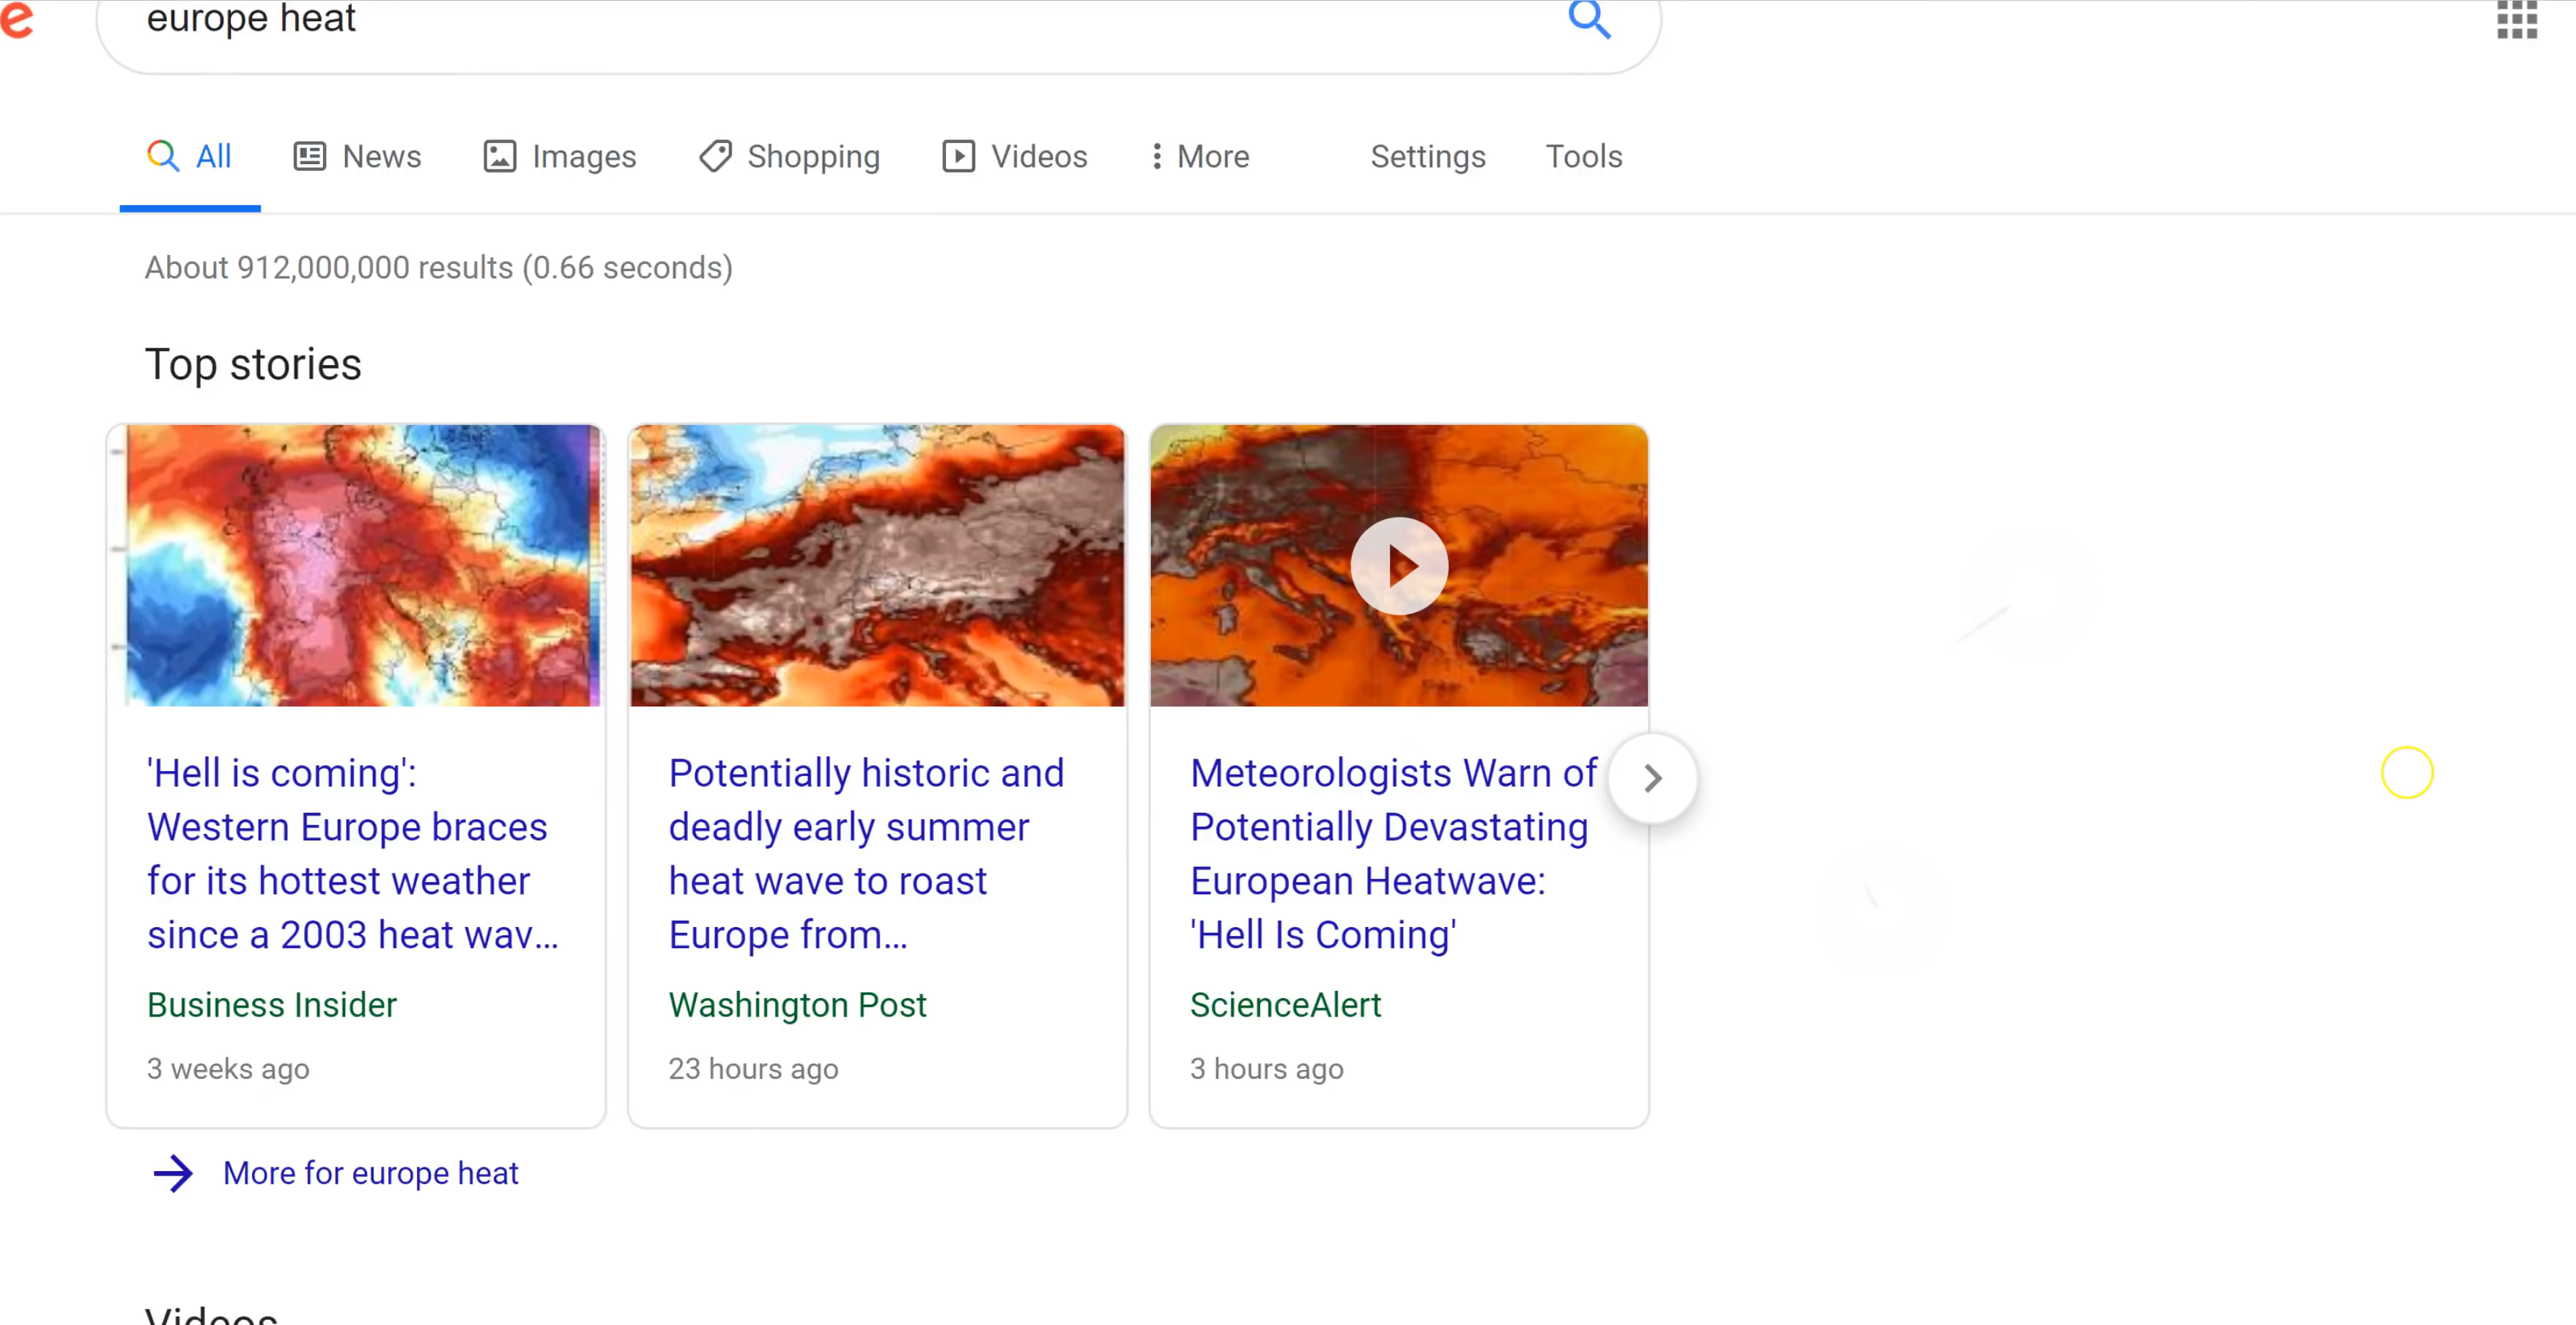 e
europe heat
All News Images Shopping Videos More Settings Tools
About 912,000,000 results (0.66 seconds)
Top stories
'Hell is coming':
Western Europe braces
for its hottest weather
since a 2003 heat wav...
Business Insider
3 weeks ago
Potentially historic and
deadly early summer
heat wave to roast
Europe from...
Washington Post
23 hours ago
Meteorologists Warn of
Potentially Devastating
European Heatwave:
'Hell Is Coming'
ScienceAlert
3 hours ago
More for europe heat
Videos